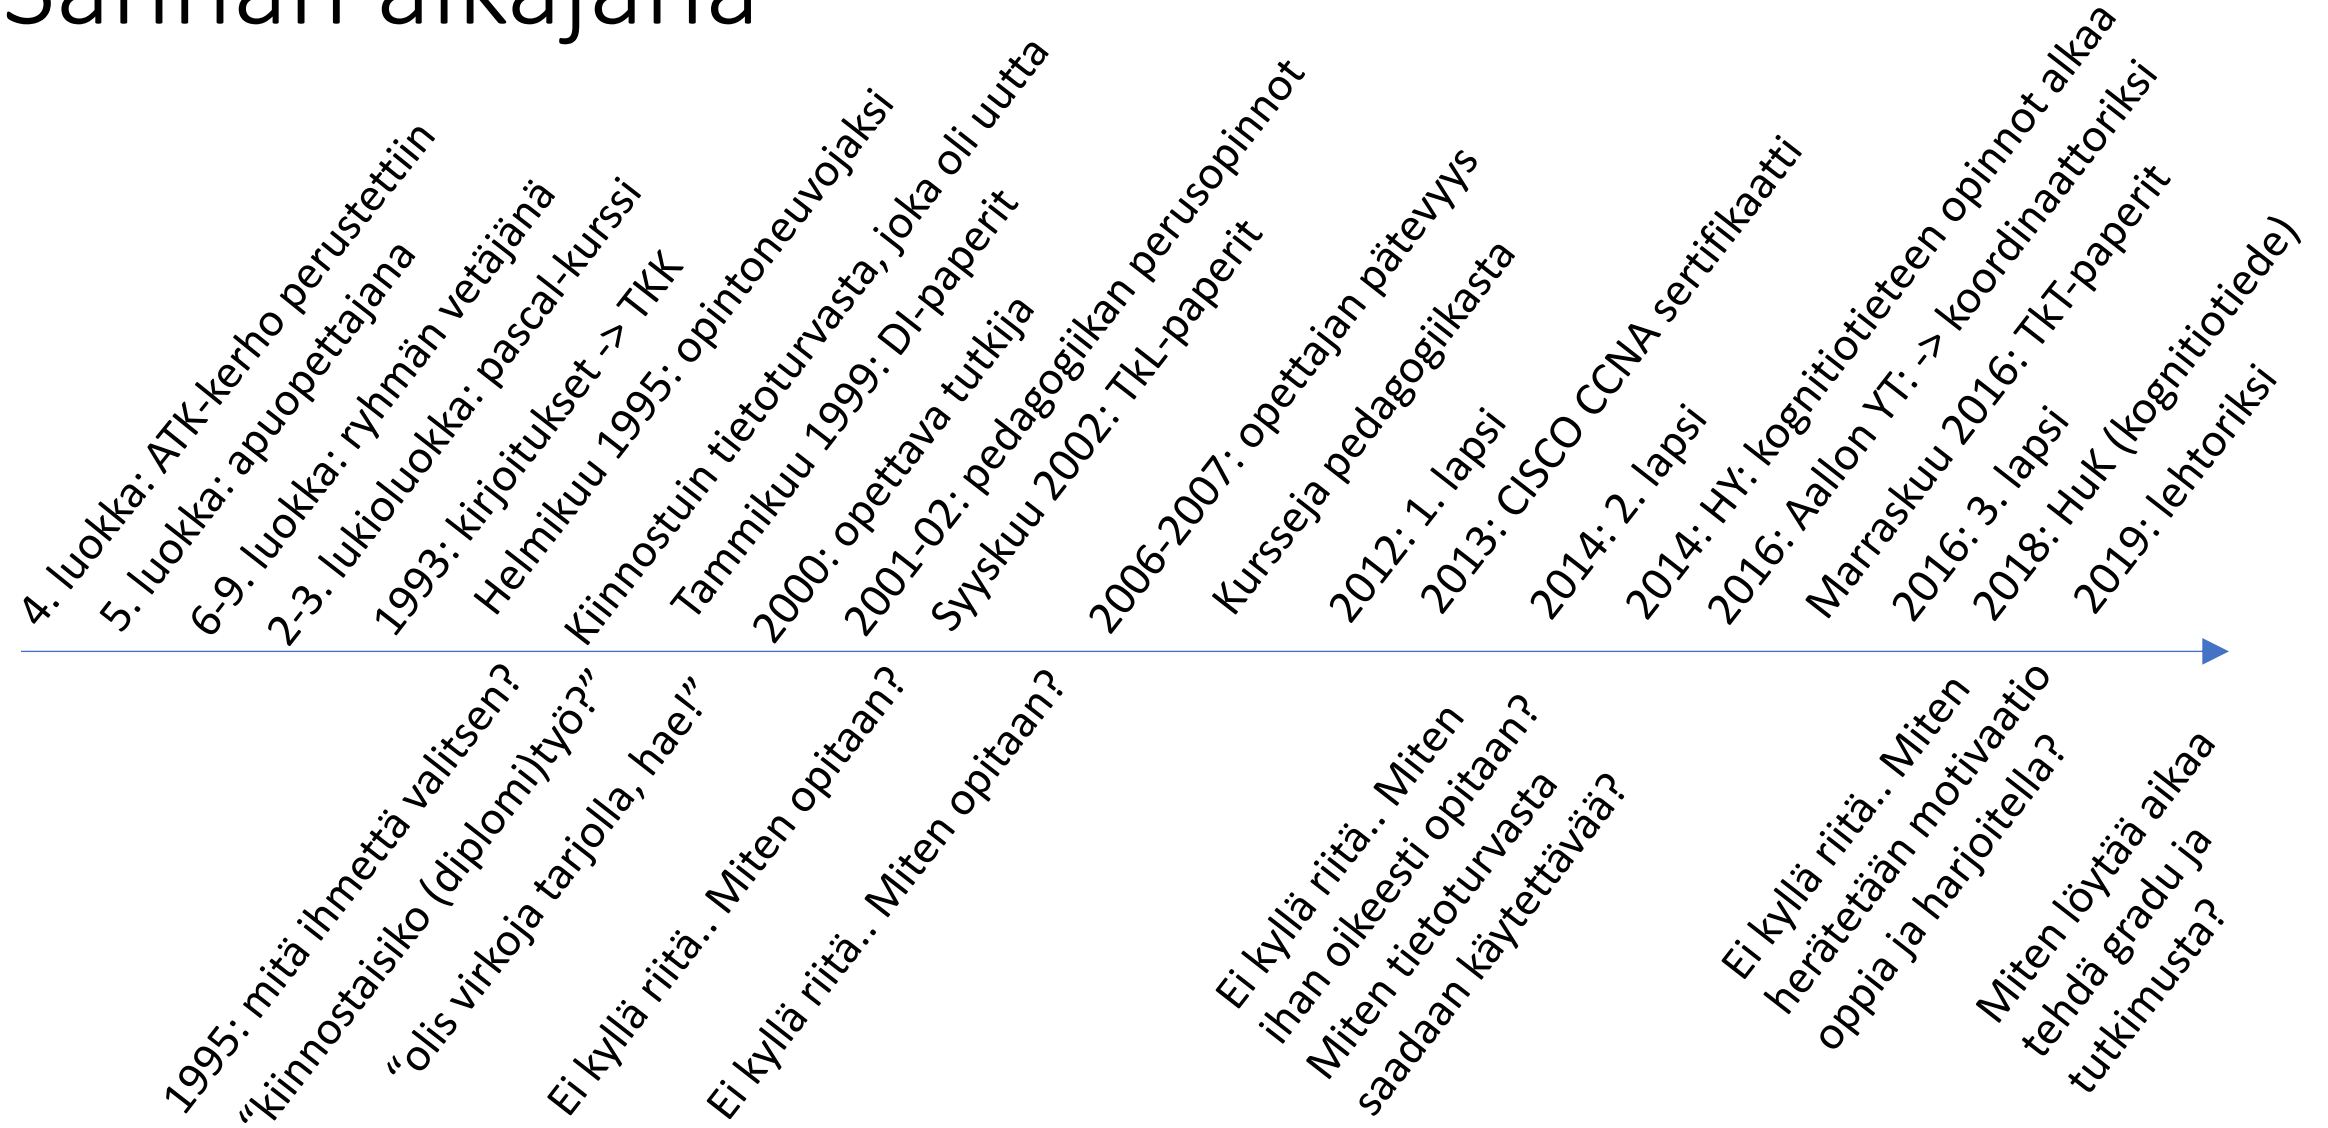 Sannan aikajana
4. luokka: ATK-kerho perustettiin
5. luokka: apuopettajana
6-9. luokka: ryhmän vetäjänä
2-3. lukioluokka: pascal-kurssi
1993: kirjoitukset -> TKK
Helmikuu 1995: opintoneuvojaksi
Kiinnostuin tietoturvasta, joka oli uutta
Tammikuu 1999: DI-paperit
2000: opettava tutkija
2001-02: pedagogiikan perusopinnot
Syyskuu 2002: TkL-paperit
2006-2007: opettajan pätevyys
Kursseja pedagogiikasta
2012: 1. lapsi
2013: CISCO CCNA sertifikaatti
2014: 2. lapsi
2014: HY: kognitiotieteen opinnot alkaa
2016: Aallon YT: -> koordinaattoriksi
Marraskuu 2016: TkT-paperit
2016: 3. lapsi
2018: HuK (kognitiotiede)
2019: lehtoriksi
1995: mitä ihmettä valitsen?
“kiinnostaisiko (diplomi)työ?”
“olis virkoja tarjolla, hae!”
Ei kyllä riitä.. Miten opitaan?
Ei kyllä riitä.. Miten opitaan?
Ei kyllä riitä.. Miten
ihan oikeesti opitaan?
Miten tietoturvasta
saadaan käytettävää?
Ei kyllä riitä.. Miten
herätetään motivaatio
oppia ja harjoitella?
Miten löytää aikaa
tehdä gradu ja
tutkimusta?